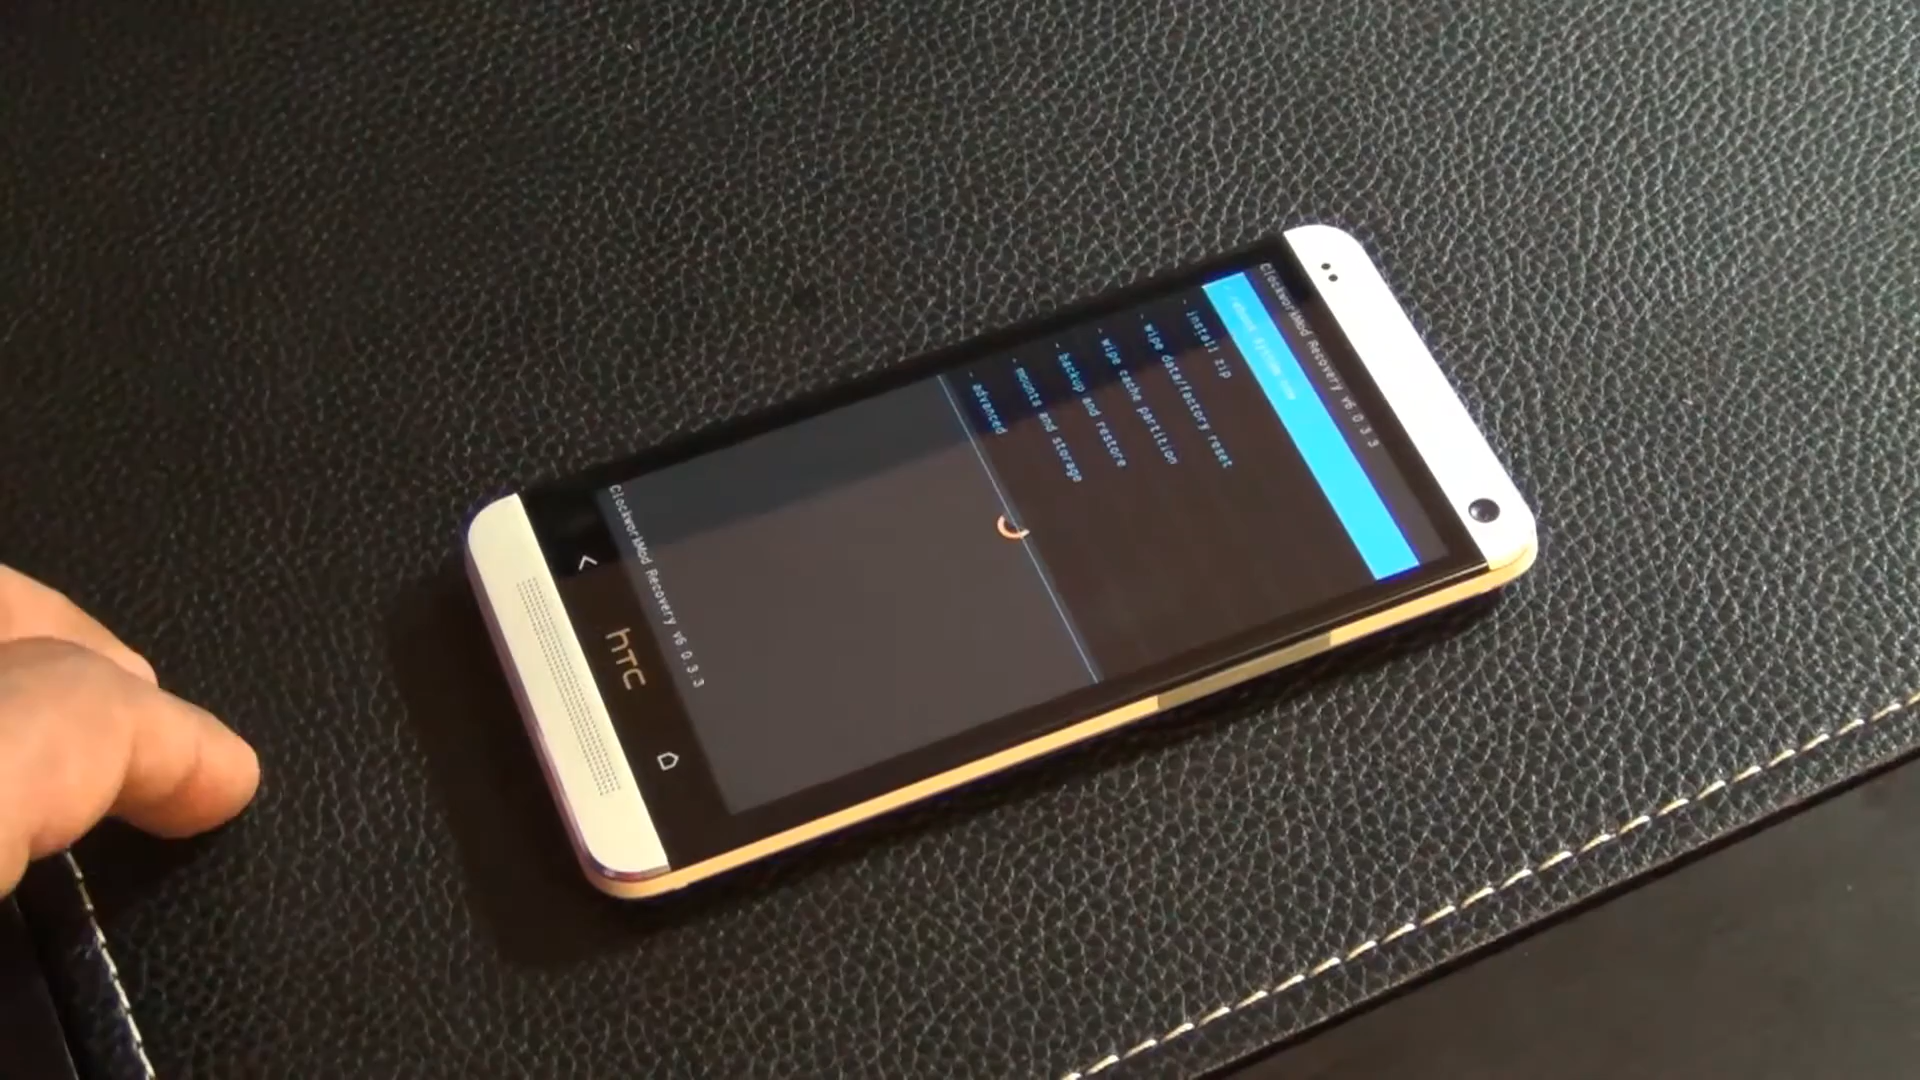 ClockworkMod Recovery v6.0.3.3
- reboot system now
- install zip
- wipe data/factory reset
- wipe cache partition
- backup and restore
- mounts and storage
- advanced
ClockworkMod Recovery v6.0.3.3
hTC